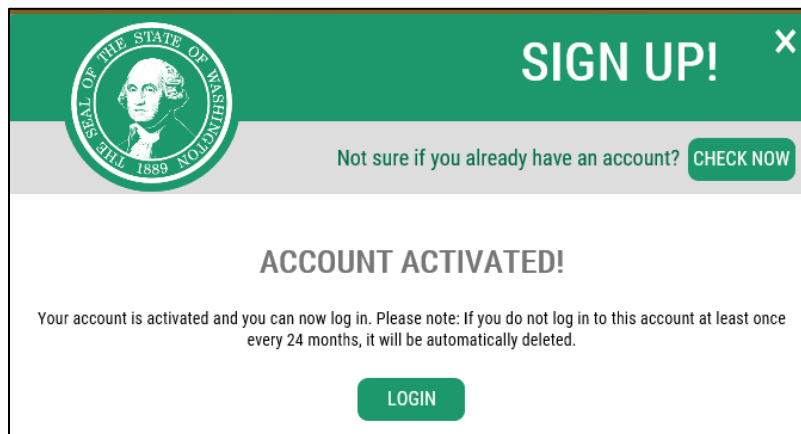 THE SEAL OF THE STATE OF WASHINGTON
1889
SIGN UP!
X
Not sure if you already have an account? CHECK NOW
ACCOUNT ACTIVATED!
Your account is activated and you can now log in. Please note: If you do not log in to this account at least once
every 24 months, it will be automatically deleted.
LOGIN